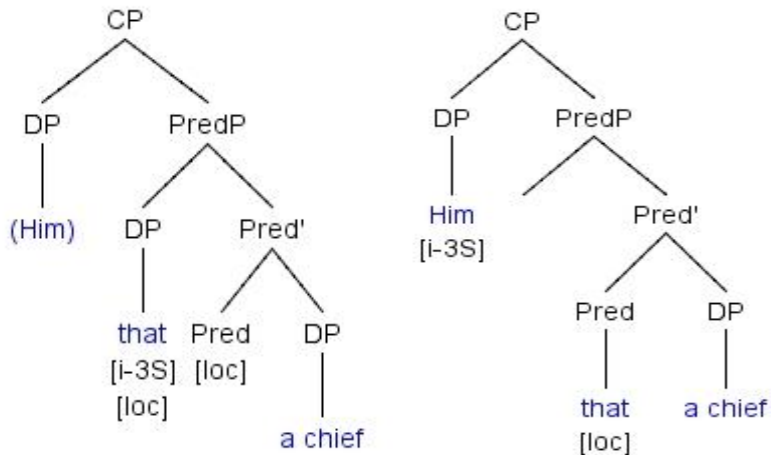 CP CP
DP PredP DP PredP
(Him) DP Pred' Him Pred'
[i-3S]
that Pred DP Pred DP
[i-3S] [loc]
[loc]
a chief that a chief
[loc]